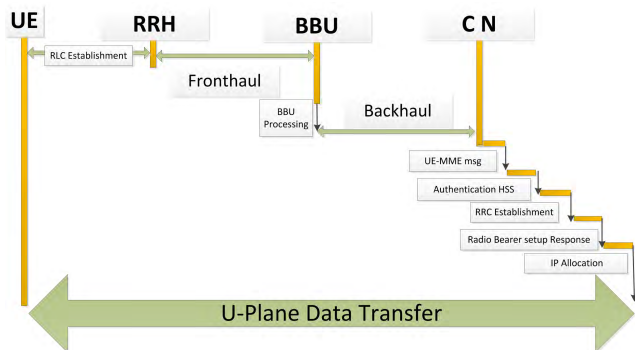 UE
RRH
BBU
C N
RLC Establishment
Fronthaul
BBU
Processing
Backhaul
UE-MME msg
Authentication HSS
RRC Establishment
Radio Bearer setup Response
IP Allocation
U-Plane Data Transfer